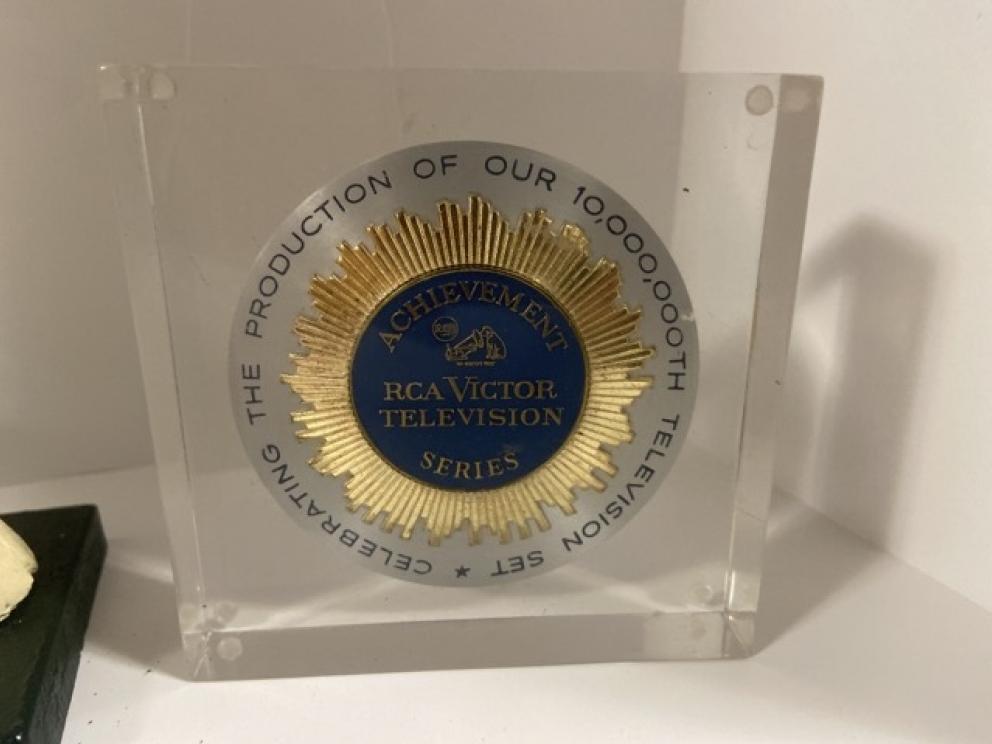 CELEBRATING THE PRODUCTION OF OUR 10,000,000TH TELEVISION SET ★
ACHIEVEMENT
RCA
RCA VICTOR
TELEVISION
SERIES